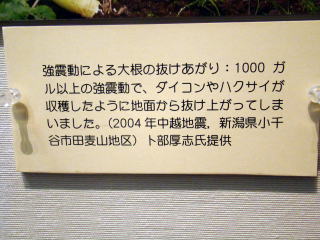 強震動による大根の抜けあがり：1000 ガ
ル以上の強震動で、ダイコンやハクサイが
収穫したように地面から抜け上がってしま
いました。（2004 年中越地震，新潟県小千
谷市田麦山地区）卜部厚志氏提供